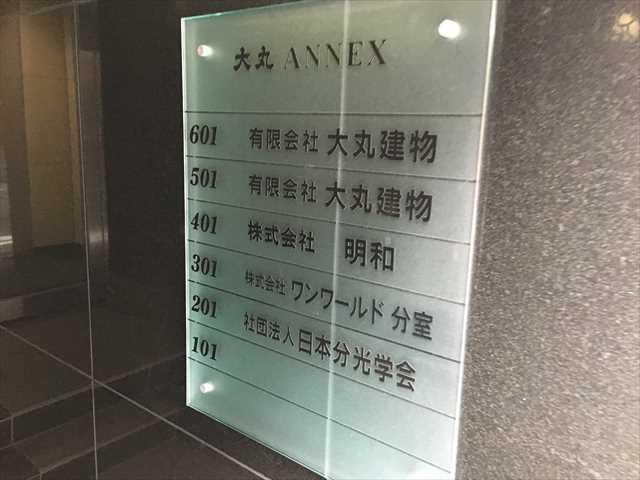 大丸 ANNEX
601 有限会社 大丸建物
501 有限会社 大丸建物
401 株式会社 明和
301 株式会社 ワンワールド 分室
201 社団法人 日本分光学会
101